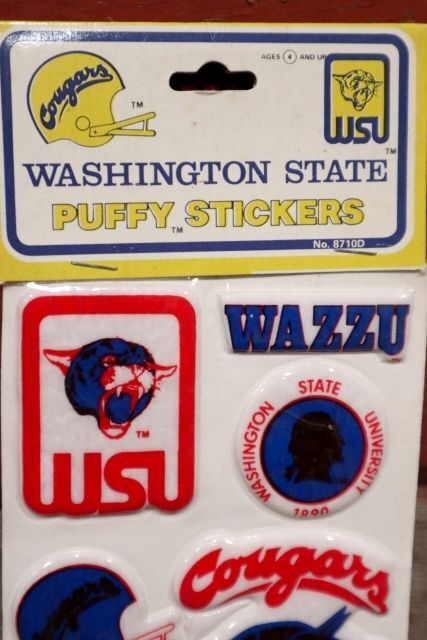 Cougars
TM
AGES 4 AND UP
WSU
TM
WASHINGTON STATE
PUFFY STICKERS
TM
No. 8710D
WAZZU
TM
WSU
WASHINGTON STATE UNIVERSITY
1890
Cougars
Cougars